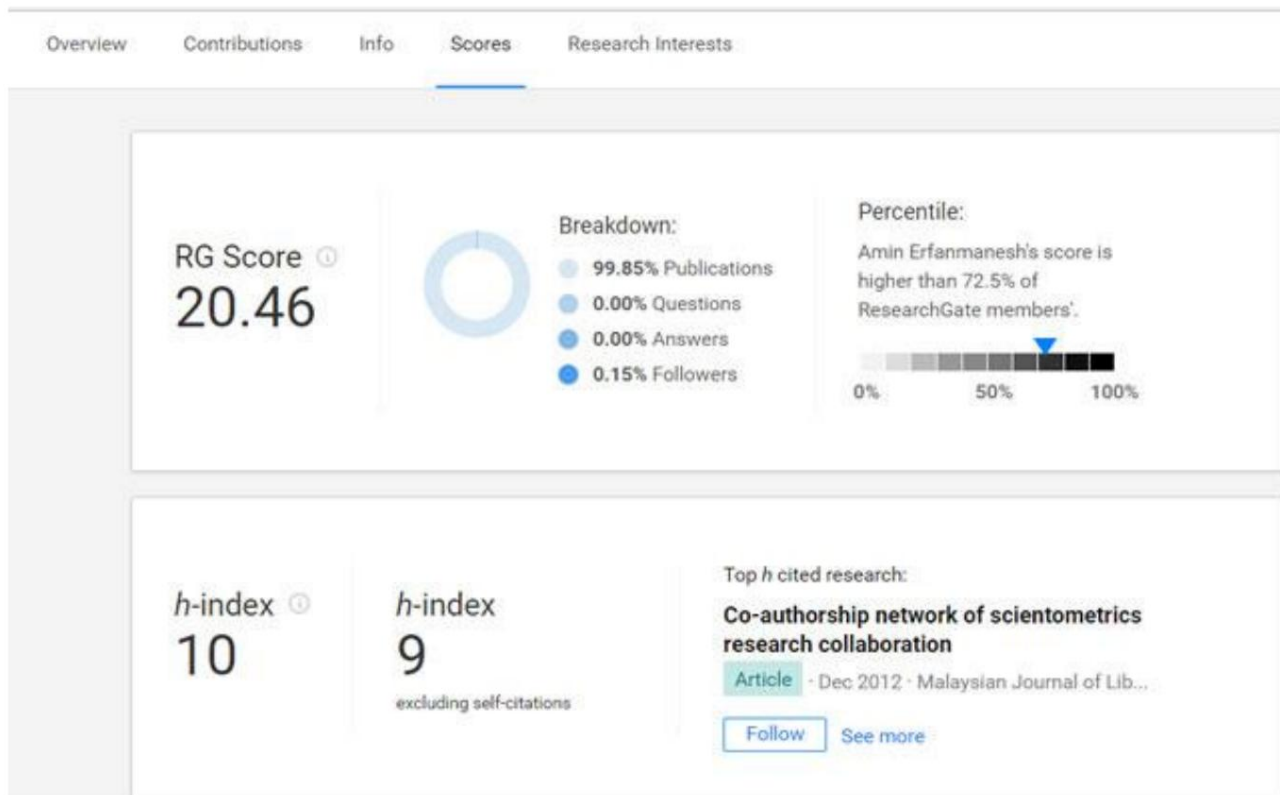 Overview Contributions Info Scores Research Interests
RG Score
20.46
Breakdown:
99.85% Publications
0.00% Questions
0.00% Answers
0.15% Followers
Percentile:
Amin Erfanmanesh's score is
higher than 72.5% of
ResearchGate members'.
0% 50% 100%
h-index
10
h-index
9
excluding self-citations
Top h cited research:
Co-authorship network of scientometrics
research collaboration
Article · Dec 2012 · Malaysian Journal of Lib...
Follow See more